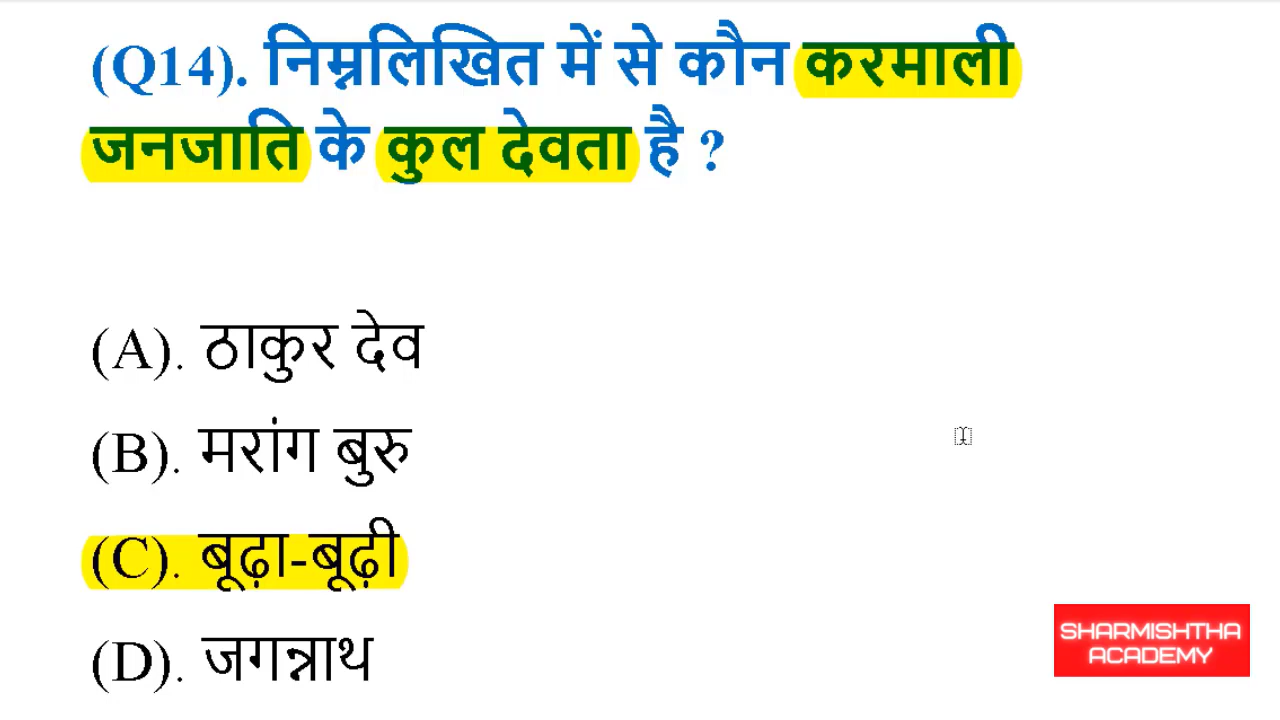 (Q14). निम्नलिखित में से कौन करमाली
जनजाति के कुल देवता है ?
(A). ठाकुर देव
(B). मरांग बुरु
(C). बूढ़ा-बूढ़ी
(D). जगन्नाथ
SHARMISHTHA
ACADEMY